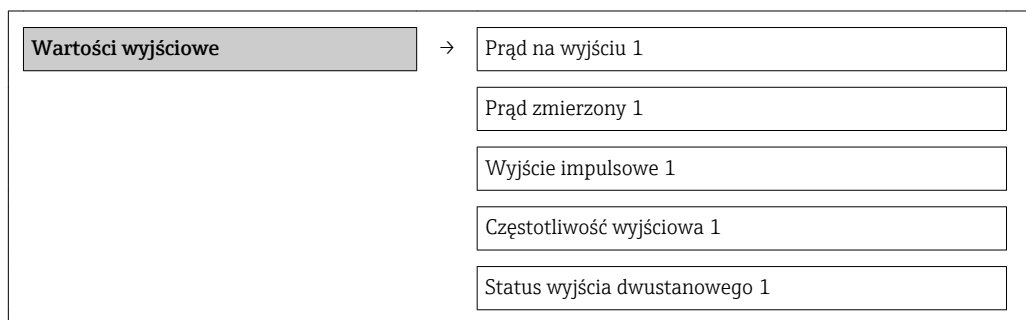 Wartości wyjściowe → Prąd na wyjściu 1
Prąd zmierzony 1
Wyjście impulsowe 1
Częstotliwość wyjściowa 1
Status wyjścia dwustanowego 1